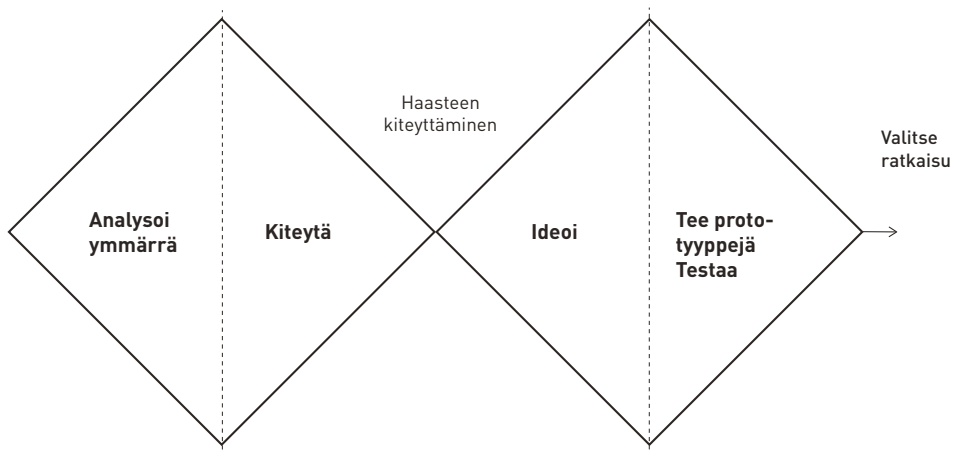 Haasteen
kiteyttäminen
Valitse
ratkaisu
Analysoi
ymmärrä
Kiteytä
Ideoi
Tee proto-
tyyppejä
Testaa